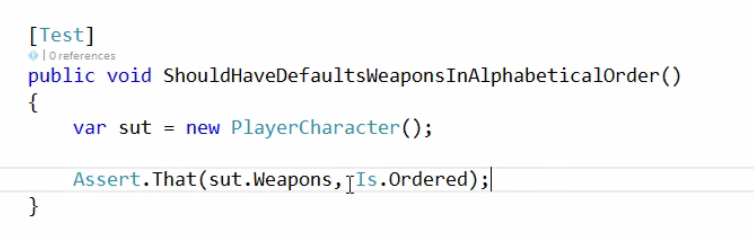 [Test]
| 0 references
public void ShouldHaveDefaultsWeaponsInAlphabeticalOrder()
{
var sut = new PlayerCharacter();
Assert.That(sut.Weapons, Is.Ordered);
}